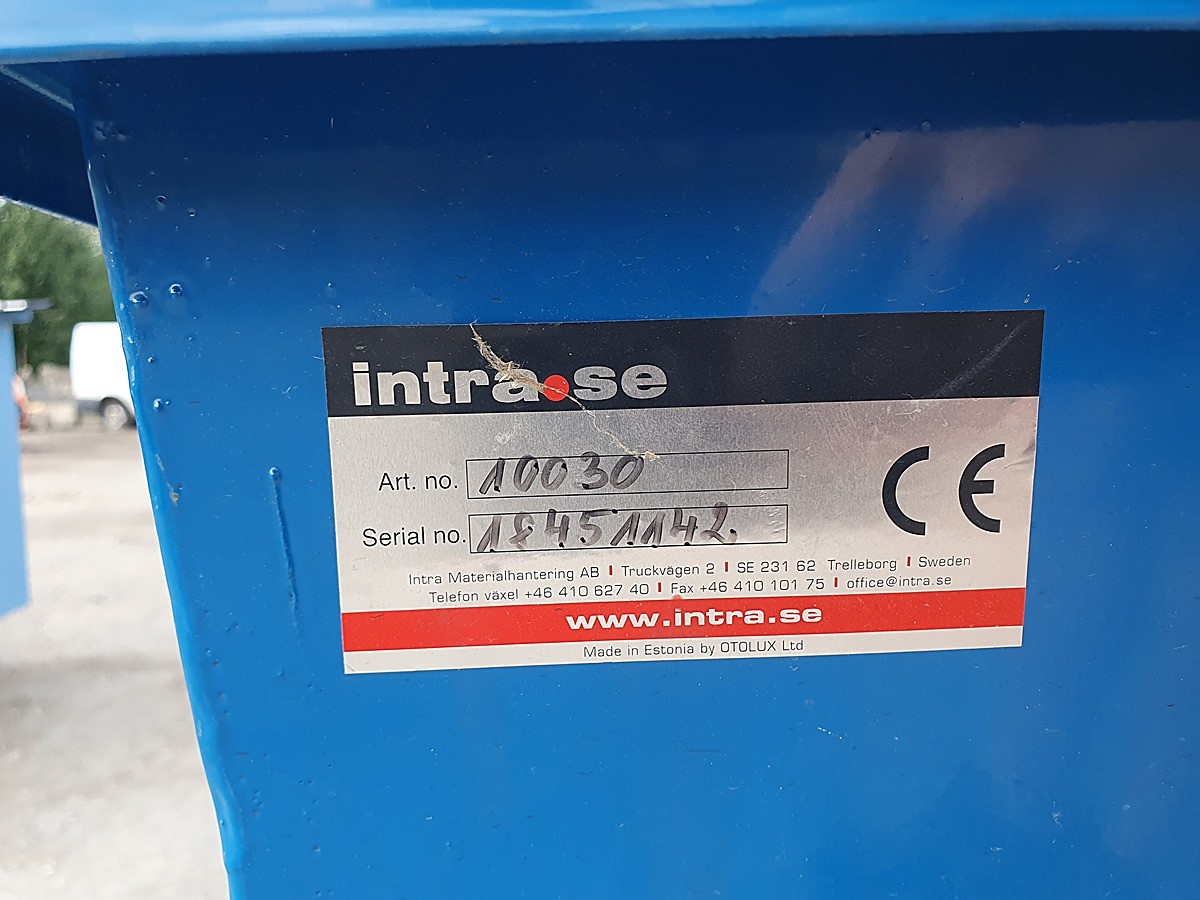 intra.se
Art. no. 10030
Serial no. 18451142.
CE
Intra Materialhantering AB | Truckvägen 2 | SE 231 62 Trelleborg | Sweden
Telefon växel +46 410 627 40 | Fax +46 410 101 75 | office@intra.se
www.intra.se
Made in Estonia by OTOLUX Ltd